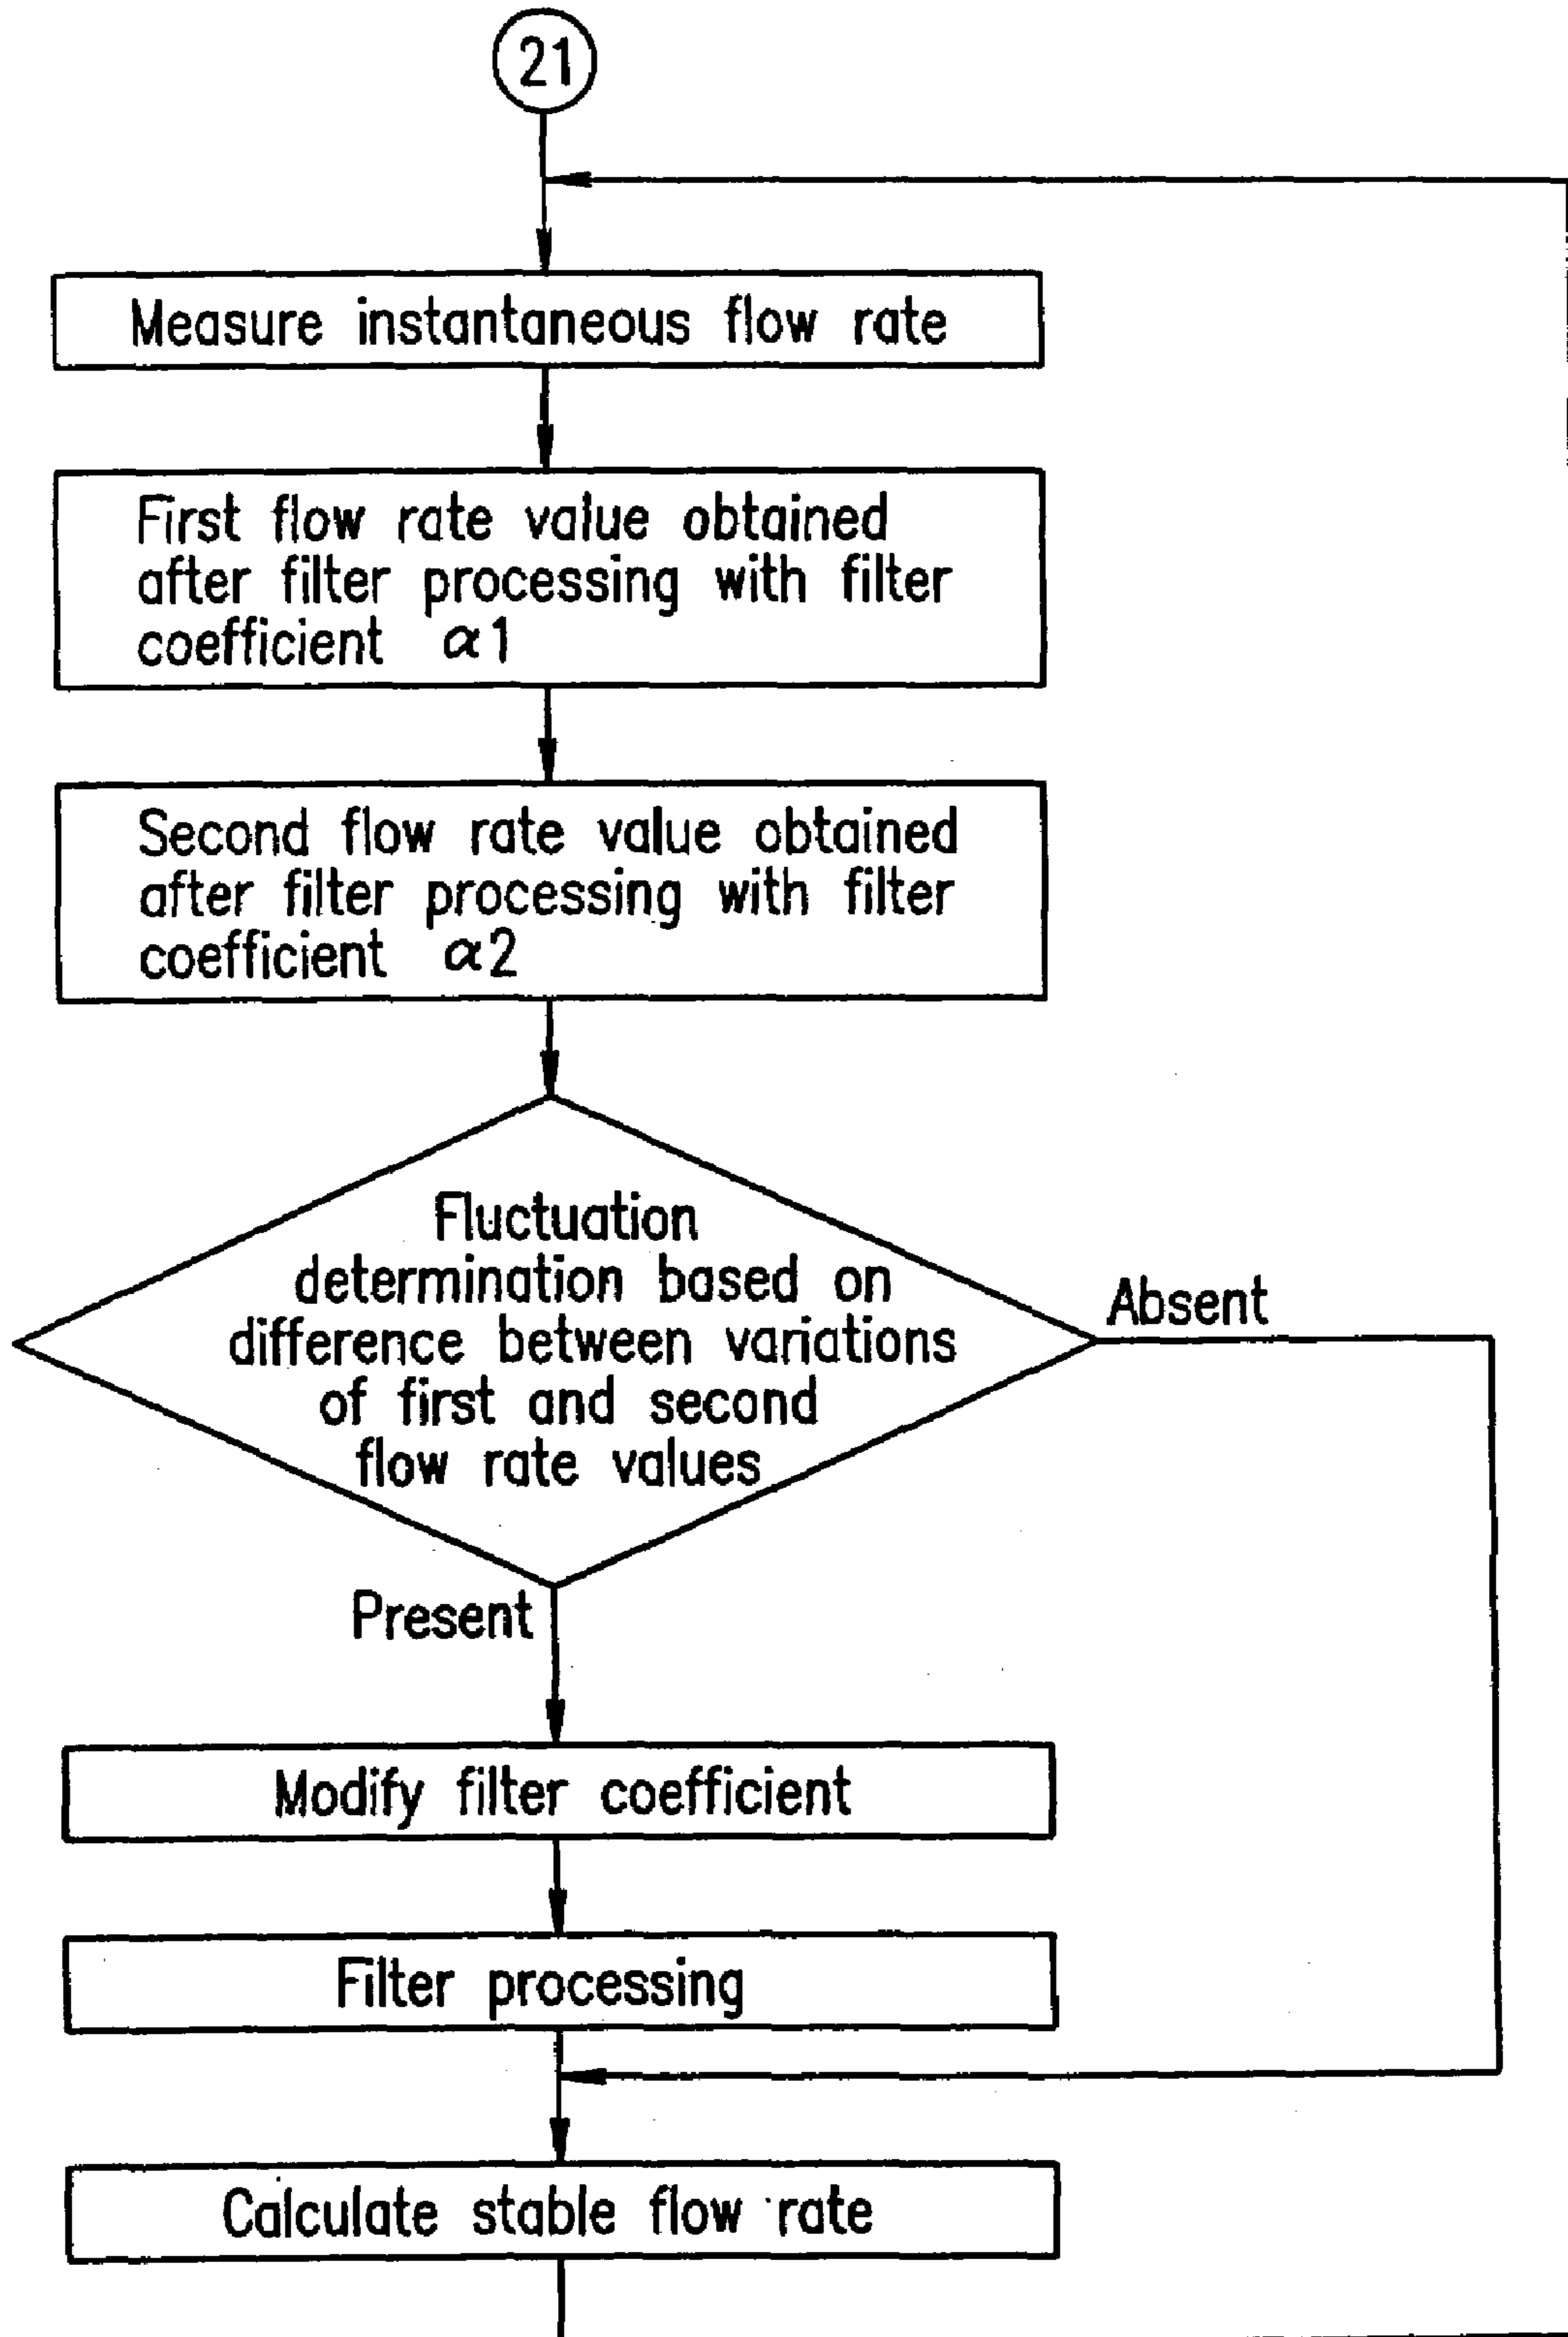 21
Measure instantaneous flow rate
First flow rate value obtained
after filter processing with filter
coefficient α1
Second flow rate value obtained
after filter processing with filter
coefficient α2
Fluctuation
determination based on
difference between variations
of first and second
flow rate values
Absent
Present
Modify filter coefficient
Filter processing
Calculate stable flow rate